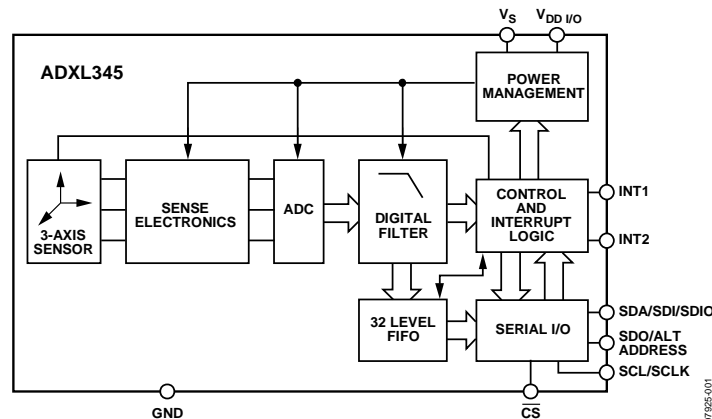 VS
VDD I/O
ADXL345
POWER
MANAGEMENT
3-AXIS
SENSOR
SENSE
ELECTRONICS
ADC
DIGITAL
FILTER
CONTROL
AND
INTERRUPT
LOGIC
INT1
INT2
32 LEVEL
FIFO
SERIAL I/O
SDA/SDI/SDIO
SDO/ALT
ADDRESS
SCL/SCLK
GND
CS
07925-001